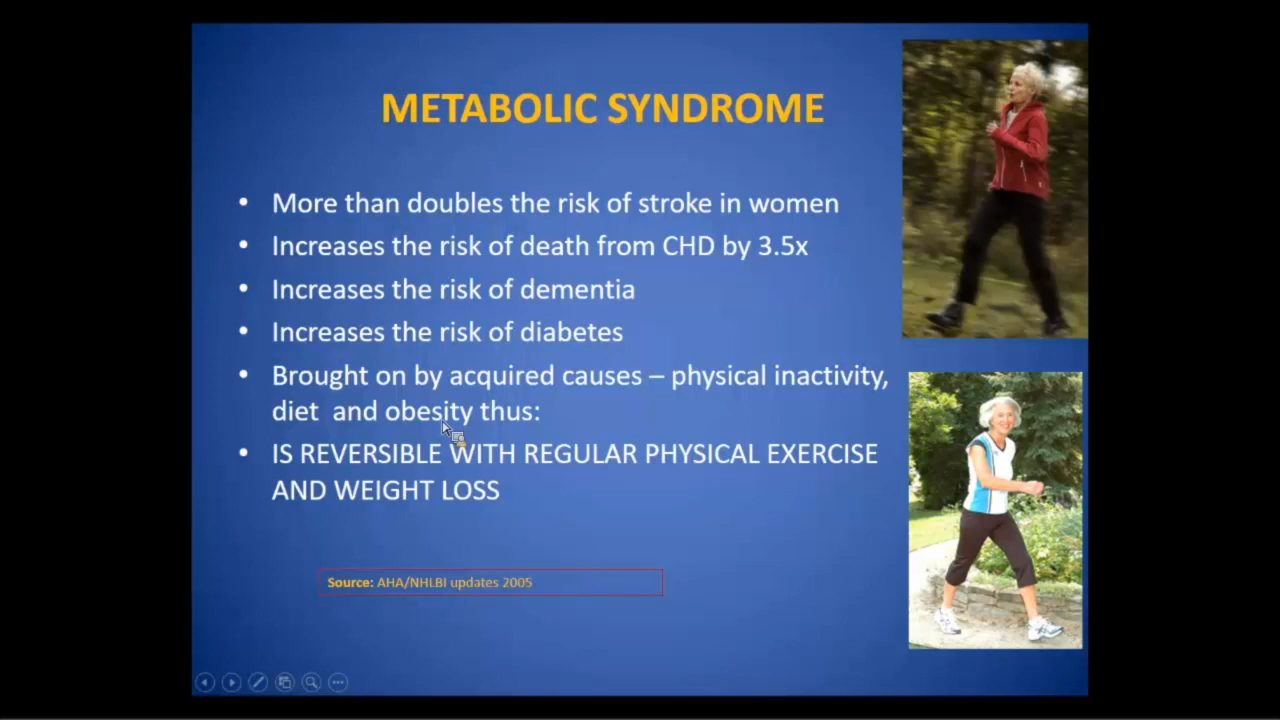 METABOLIC SYNDROME
• More than doubles the risk of stroke in women
• Increases the risk of death from CHD by 3.5x
• Increases the risk of dementia
• Increases the risk of diabetes
• Brought on by acquired causes – physical inactivity,
diet and obesity thus:
• IS REVERSIBLE WITH REGULAR PHYSICAL EXERCISE
AND WEIGHT LOSS
Source: AHA/NHLBI updates 2005